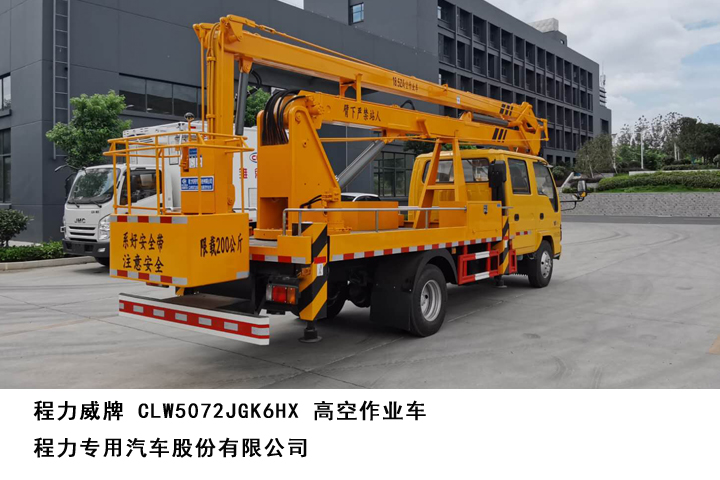 臂下严禁站人
系好安全带
注意安全
限载200公斤
JMC
程力威牌 CLW5072JGK6HX 高空作业车
程力专用汽车股份有限公司